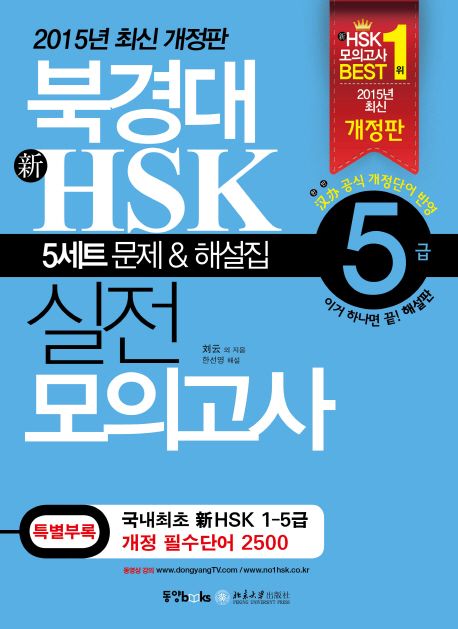 2015년 최신 개정판
新 HSK
모의고사
BEST 1위
2015년
최신
개정판
북경대
新 HSK
汉办 공식 개정단어 반영
5급
이거 하나면 끝! 해설판
5세트 문제 & 해설집
실전
刘云 외 지음
한선영 해설
모의고사
특별부록
국내최초 新HSK 1-5급
개정 필수단어 2500
동영상 강의 www.dongyangTV.com / www.no1hsk.co.kr
동양books
北京大学出版社
PEKING UNIVERSITY PRESS